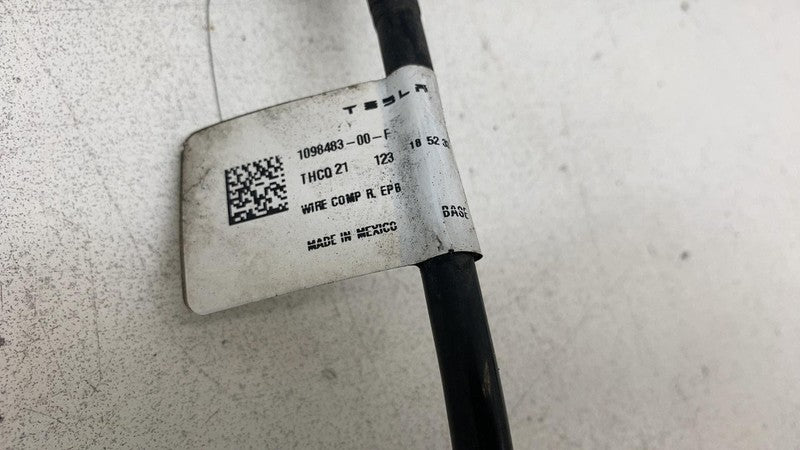 TESLA
1098483-00-F
THCQ 21 123 18 52
WIRE COMP R, EPB
BASE
MADE IN MEXICO